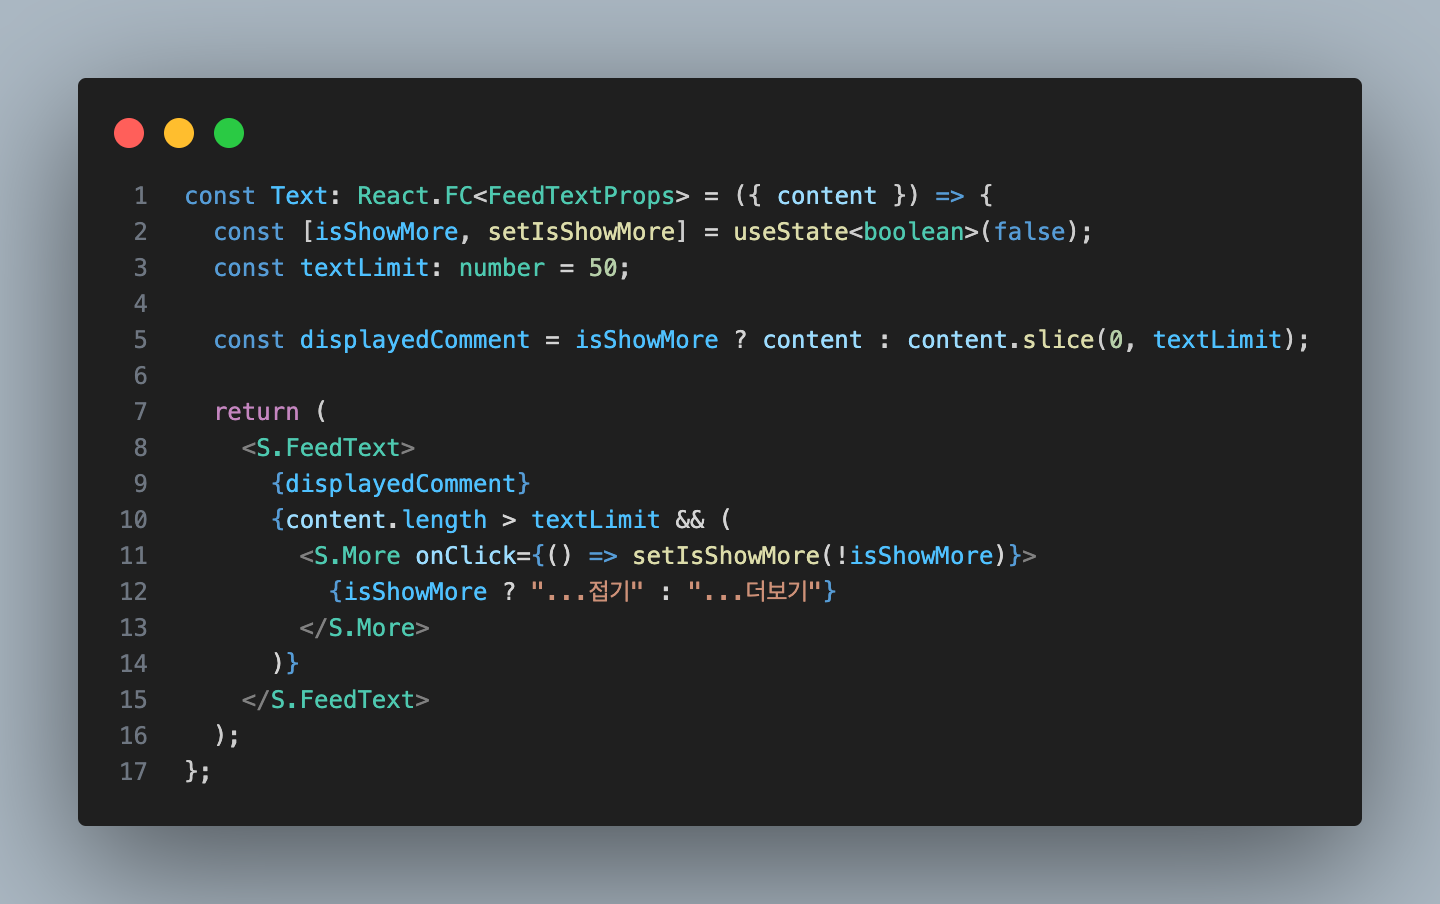 1 const Text: React.FC<FeedTextProps> = ({ content }) => {
2   const [isShowMore, setIsShowMore] = useState<boolean>(false);
3   const textLimit: number = 50;
4
5   const displayedComment = isShowMore ? content : content.slice(0, textLimit);
6
7   return (
8     <S.FeedText>
9       {displayedComment}
10       {content.length > textLimit && (
11         <S.More onClick={() => setIsShowMore(!isShowMore)}>
12           {isShowMore ? "...접기" : "...더보기"}
13         </S.More>
14       )}
15     </S.FeedText>
16   );
17 };